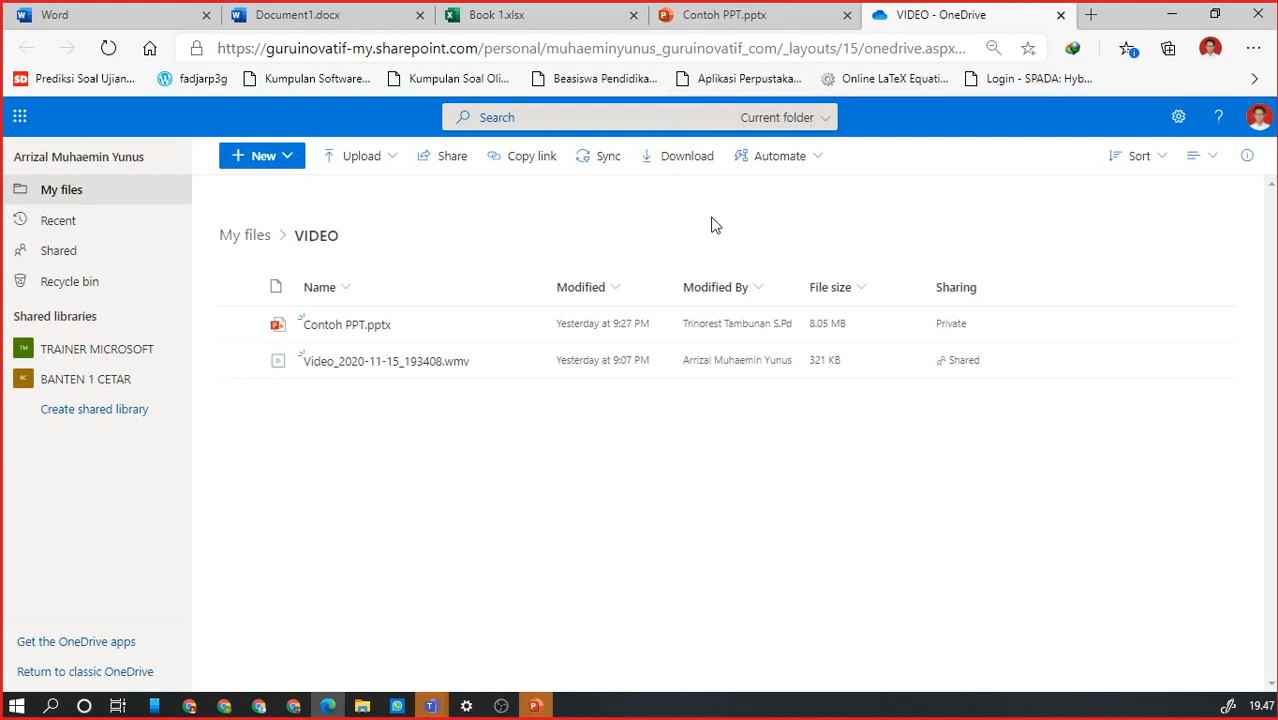 Word
Document1.docx
Book 1.xlsx
Contoh PPT.pptx
VIDEO - OneDrive
https://guruinovatif-my.sharepoint.com/personal/muhaeminyunus_guruinovatif_com/_layouts/15/onedrive.aspx...
SD Prediksi Soal Ujian...
fadjarp3g
Kumpulan Software...
Kumpulan Soal Oli...
Beasiswa Pendidika...
Aplikasi Perpustaka...
Online LaTeX Equati...
Login - SPADA: Hyb...
Search
Current folder
?
Arrizal Muhaemin Yunus
New
Upload
Share
Copy link
Sync
Download
Automate
Sort
My files
Recent
Shared
Recycle bin
Shared libraries
TM TRAINER MICROSOFT
BC BANTEN 1 CETAR
Create shared library
My files > VIDEO
Name Modified Modified By File size Sharing
Contoh PPT.pptx Yesterday at 9:27 PM Trinorest Tambunan S.Pd 8.05 MB Private
Video_2020-11-15_193408.wmv Yesterday at 9:07 PM Arrizal Muhaemin Yunus 321 KB Shared
Get the OneDrive apps
Return to classic OneDrive
19.47